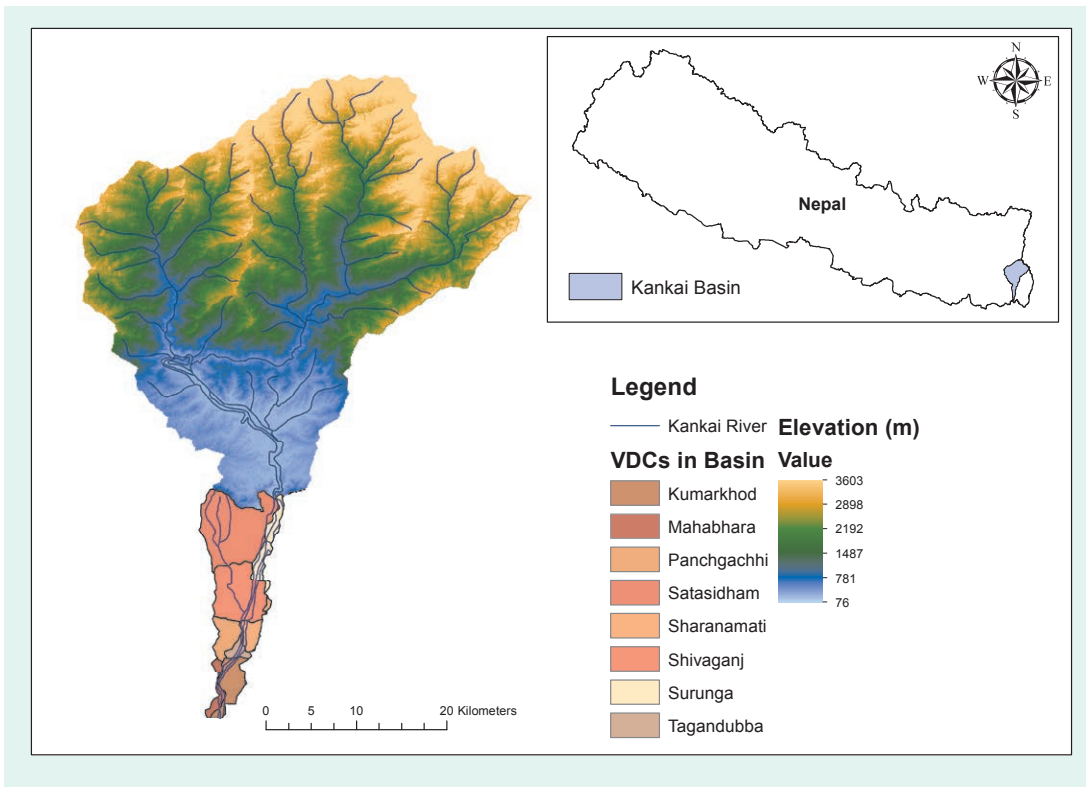 N
W E
S
Nepal
Kankai Basin
Legend
Kankai River
Elevation (m)
VDCs in Basin
Value
Kumarkhod
Mahabhara
Panchgachhi
Satasidham
Sharanamati
Shivaganj
Surunga
Tagandubba
3603
2898
2192
1487
781
76
0 5 10 20 Kilometers